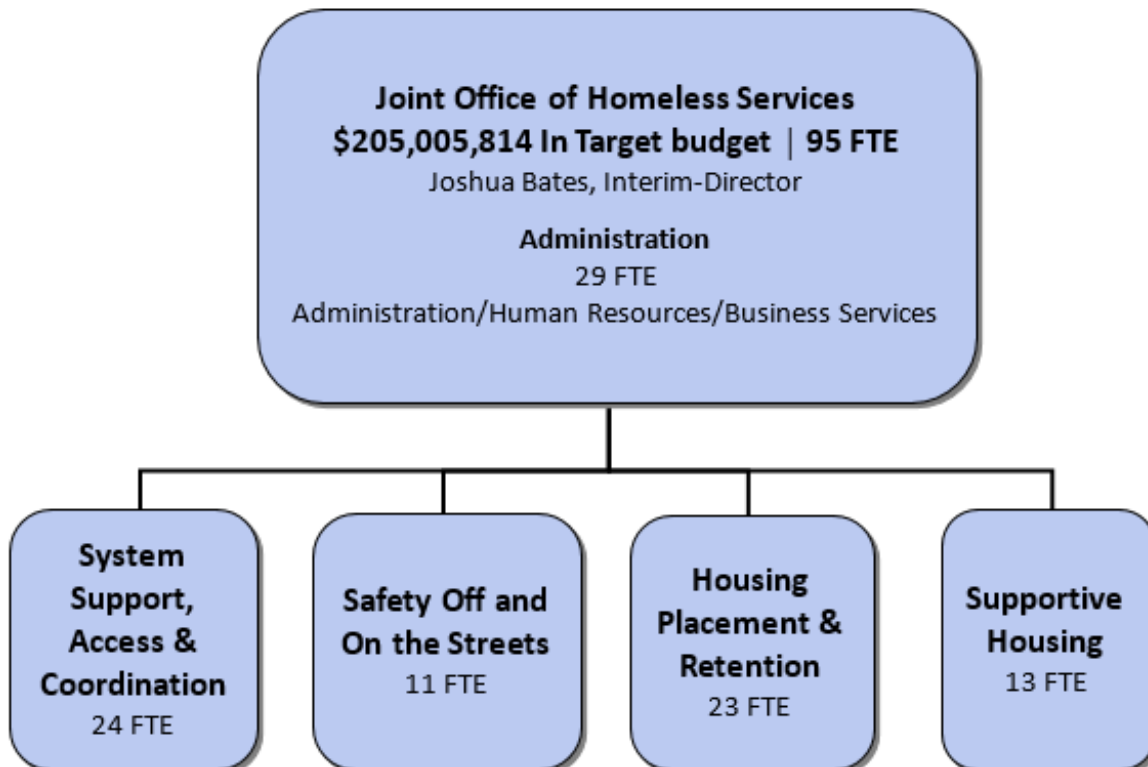 Joint Office of Homeless Services
$205,005,814 In Target budget | 95 FTE
Joshua Bates, Interim-Director
Administration
29 FTE
Administration/Human Resources/Business Services
System
Support,
Access &
Coordination
24 FTE
Safety Off and
On the Streets
11 FTE
Housing
Placement &
Retention
23 FTE
Supportive
Housing
13 FTE